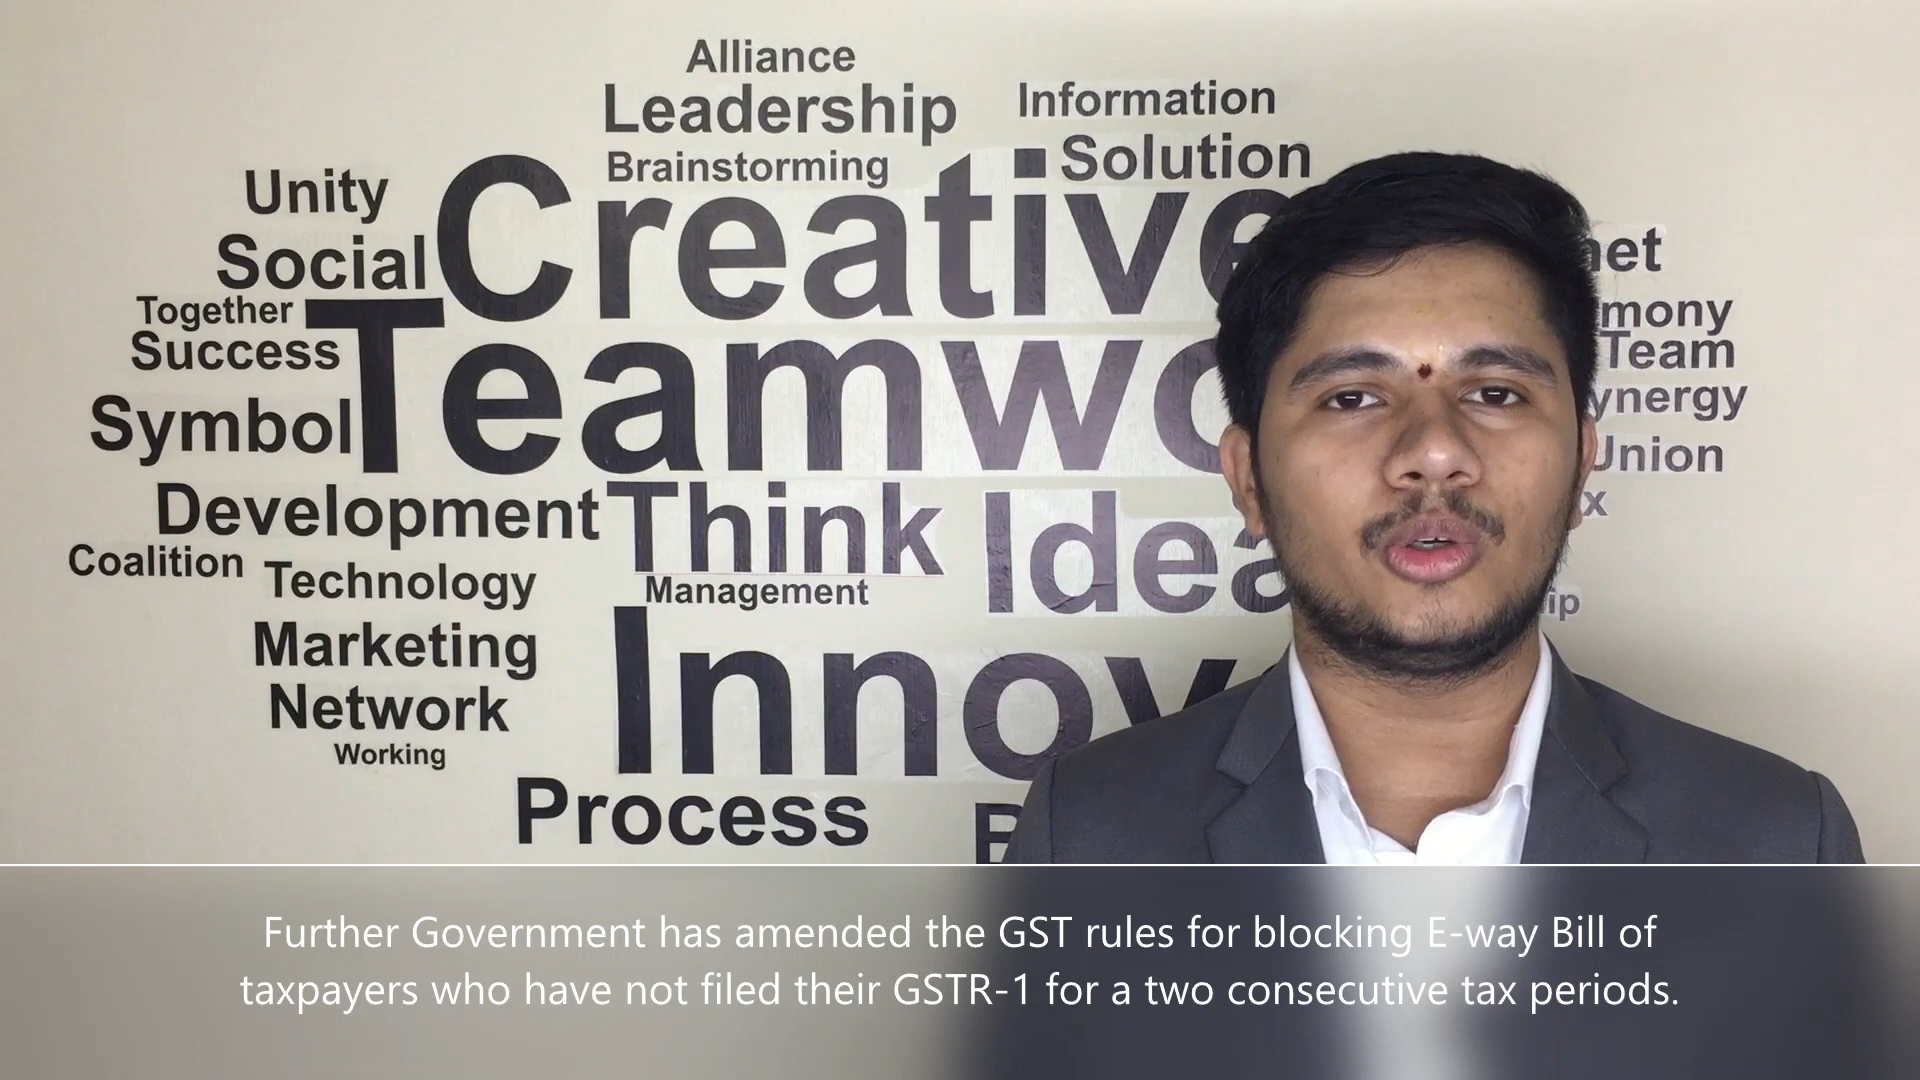 Alliance
Leadership
Information
Brainstorming
Solution
Unity
Creative
Social
Together
Success
Team
Symbol
Development
Think
Coalition
Technology
Management
Marketing
Network
Working
Process
Union
Further Government has amended the GST rules for blocking E-way Bill of
taxpayers who have not filed their GSTR-1 for a two consecutive tax periods.